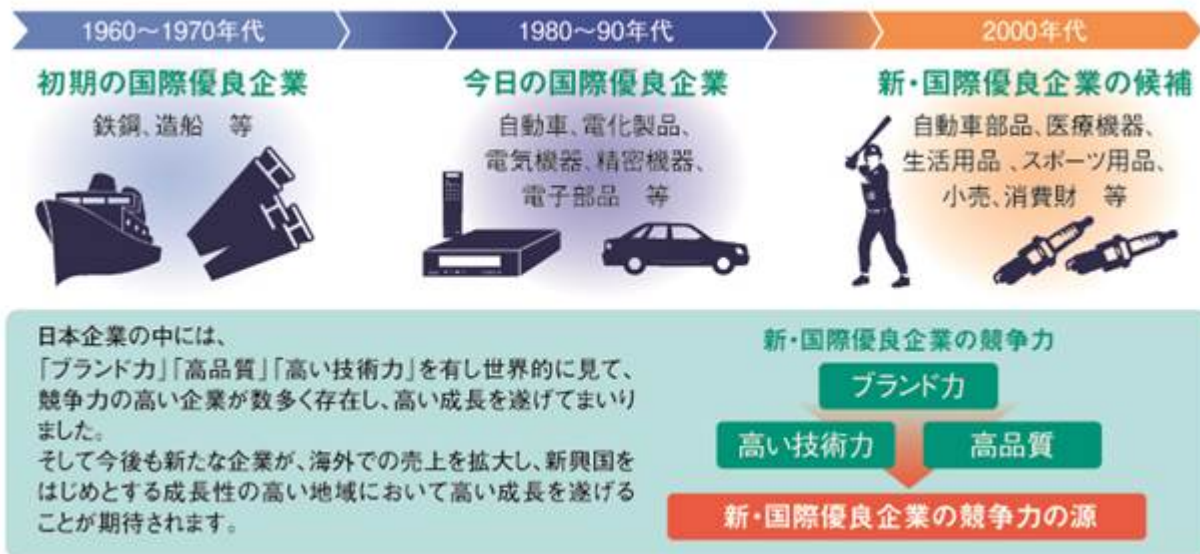 1960～1970年代
1980～90年代
2000年代
初期の国際優良企業
鉄鋼、造船　等
今日の国際優良企業
自動車、電化製品、
電気機器、精密機器、
電子部品　等
新・国際優良企業の候補
自動車部品、医療機器、
生活用品、スポーツ用品、
小売、消費財　等
日本企業の中には、
「ブランド力」「高品質」「高い技術力」を有し世界的に見て、
競争力の高い企業が数多く存在し、高い成長を遂げてまいり
ました。
そして今後も新たな企業が、海外での売上を拡大し、新興国を
はじめとする成長性の高い地域において高い成長を遂げる
ことが期待されます。
新・国際優良企業の競争力
ブランド力
高い技術力
高品質
新・国際優良企業の競争力の源